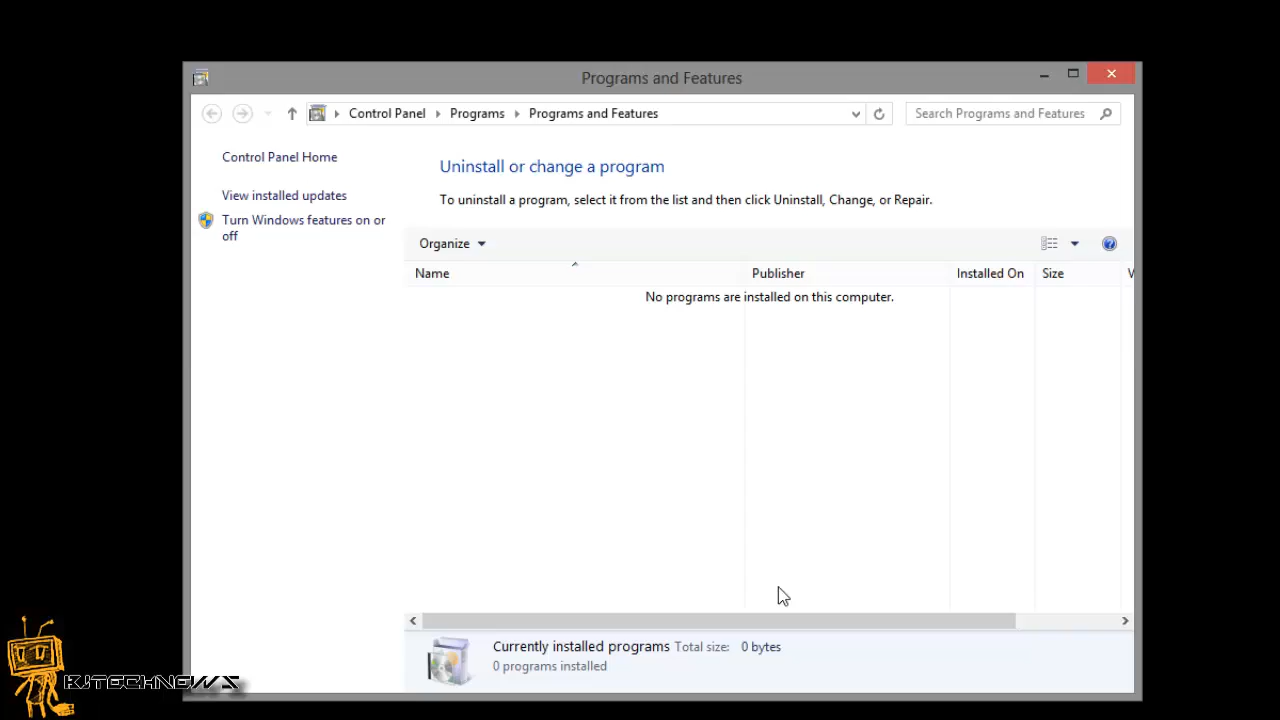 Programs and Features
Control Panel Programs Programs and Features
Search Programs and Features
Control Panel Home
View installed updates
Turn Windows features on or
off
Uninstall or change a program
To uninstall a program, select it from the list and then click Uninstall, Change, or Repair.
Organize
Name Publisher Installed On Size V
No programs are installed on this computer.
Currently installed programs Total size: 0 bytes
0 programs installed
BJTECHNEWS